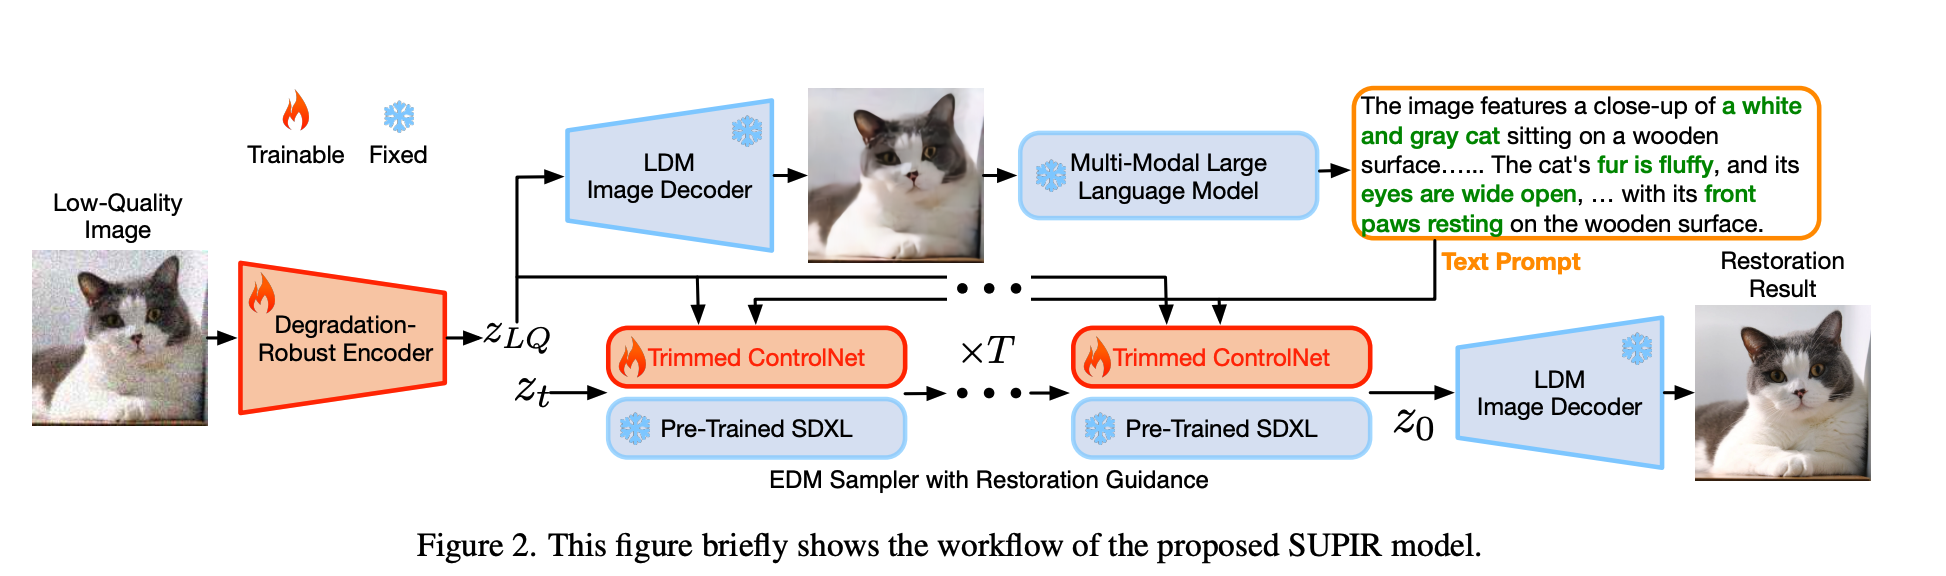 Trainable
Fixed
Low-Quality
Image
Degradation-
Robust Encoder
z_{LQ}
z_t
LDM
Image Decoder
Multi-Modal Large
Language Model
The image features a close-up of a white
and gray cat sitting on a wooden
surface…... The cat's fur is fluffy, and its
eyes are wide open, … with its front
paws resting on the wooden surface.
Text Prompt
Trimmed ControlNet
Pre-Trained SDXL
×T
Trimmed ControlNet
Pre-Trained SDXL
z_0
EDM Sampler with Restoration Guidance
LDM
Image Decoder
Restoration
Result
Figure 2. This figure briefly shows the workflow of the proposed SUPIR model.